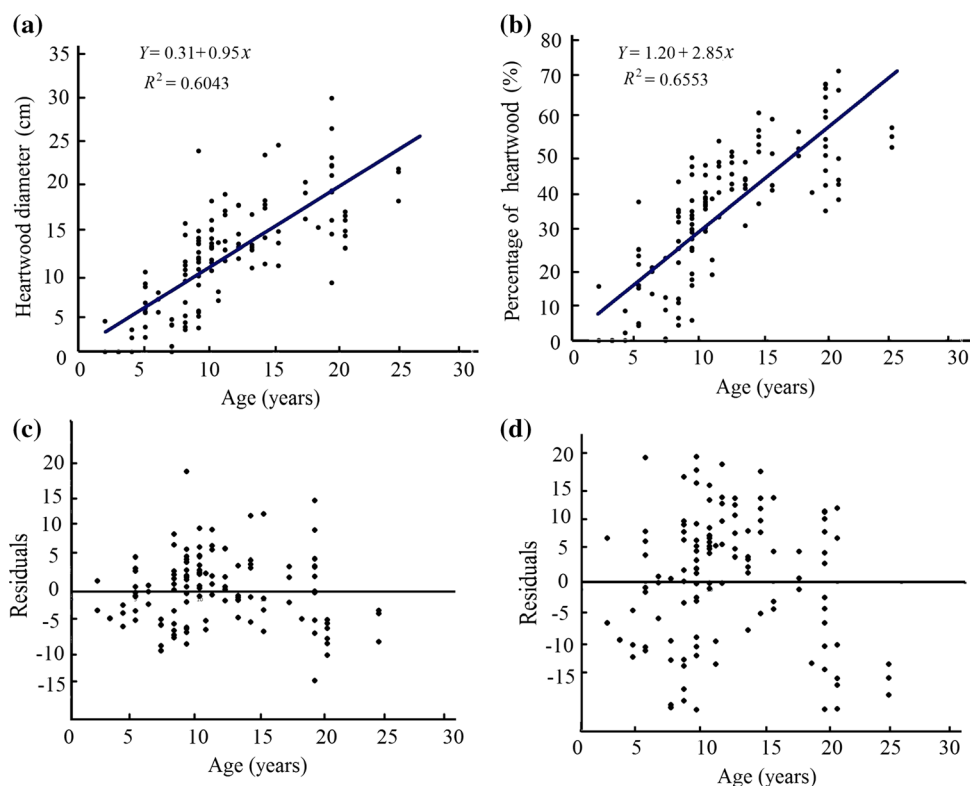 (a)
Y = 0.31+0.95x
R² = 0.6043
Heartwood diameter (cm)
35
30
25
20
15
10
5
0
0 5 10 15 20 25 30
Age (years)
(b)
Y = 1.20+2.85x
R² = 0.6553
Percentage of heartwood (%)
80
70
60
50
40
30
20
10
0
0 5 10 15 20 25 30
Age (years)
(c)
Residuals
20
15
10
5
0
-5
-10
-15
0 5 10 15 20 25 30
Age (years)
(d)
Residuals
20
15
10
5
0
-5
-10
-15
0 5 10 15 20 25 30
Age (years)